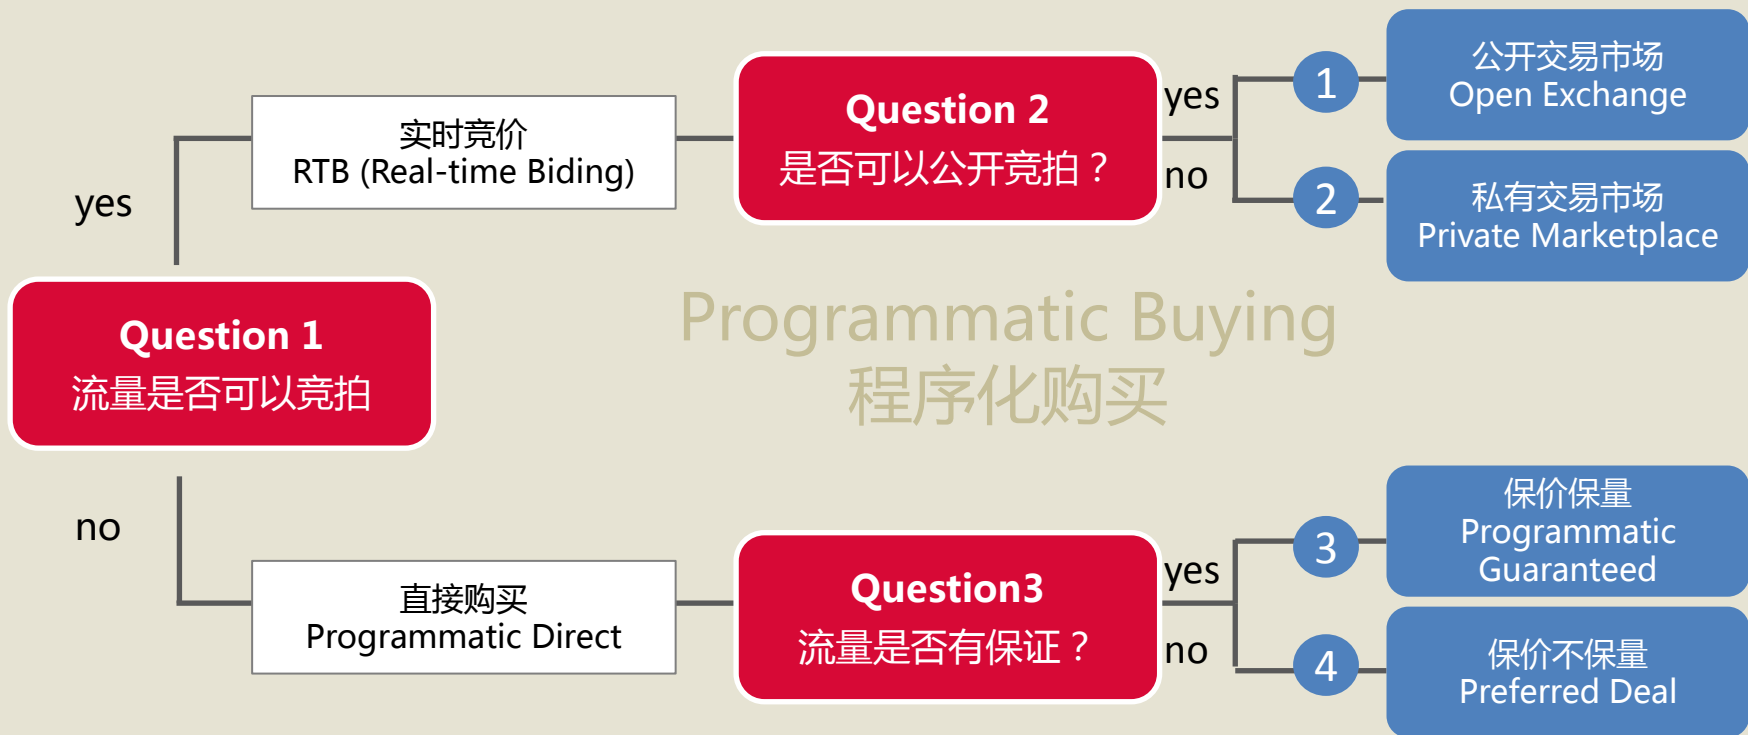 yes
实时竞价
RTB (Real-time Biding)
Question 2
是否可以公开竞拍？
yes
no
1
公开交易市场
Open Exchange
2
私有交易市场
Private Marketplace
Question 1
流量是否可以竞拍
Programmatic Buying
程序化购买
no
直接购买
Programmatic Direct
Question3
流量是否有保证？
yes
no
3
保价保量
Programmatic
Guaranteed
4
保价不保量
Preferred Deal